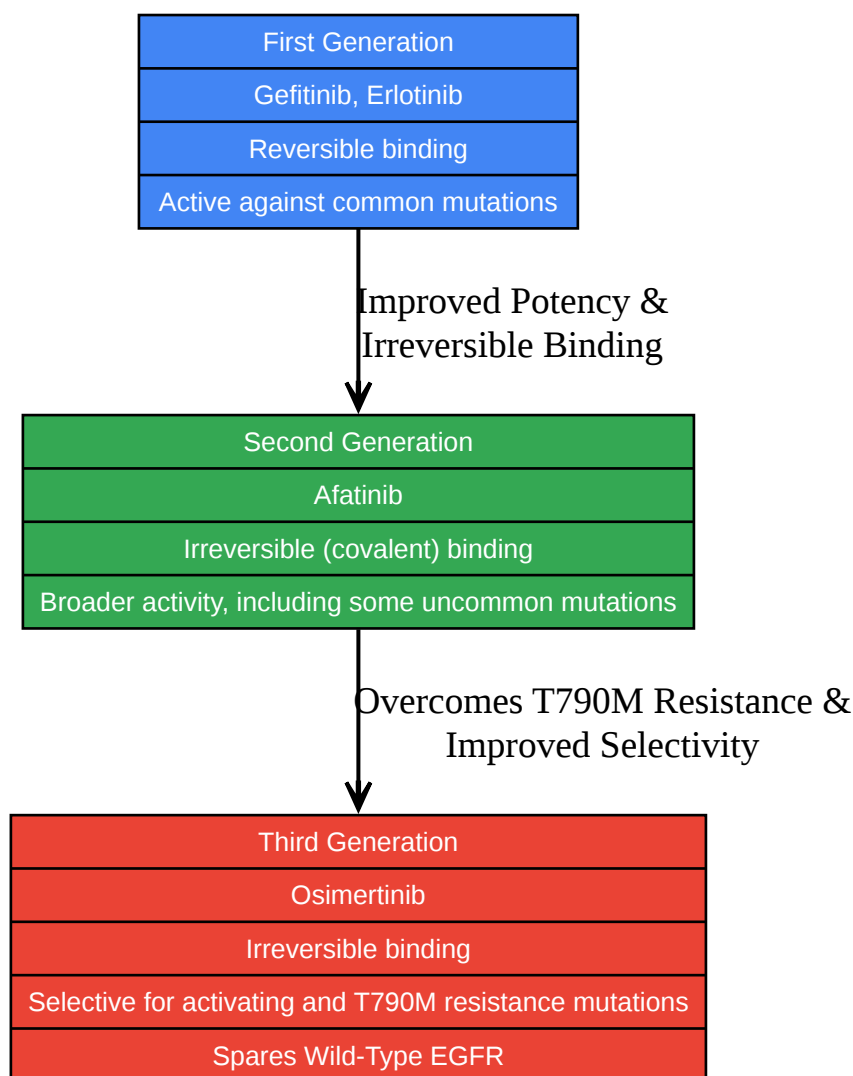 First Generation
Gefitinib, Erlotinib
Reversible binding
Active against common mutations
Improved Potency &
Irreversible Binding
Second Generation
Afatinib
Irreversible (covalent) binding
Broader activity, including some uncommon mutations
Overcomes T790M Resistance &
Improved Selectivity
Third Generation
Osimertinib
Irreversible binding
Selective for activating and T790M resistance mutations
Spares Wild-Type EGFR